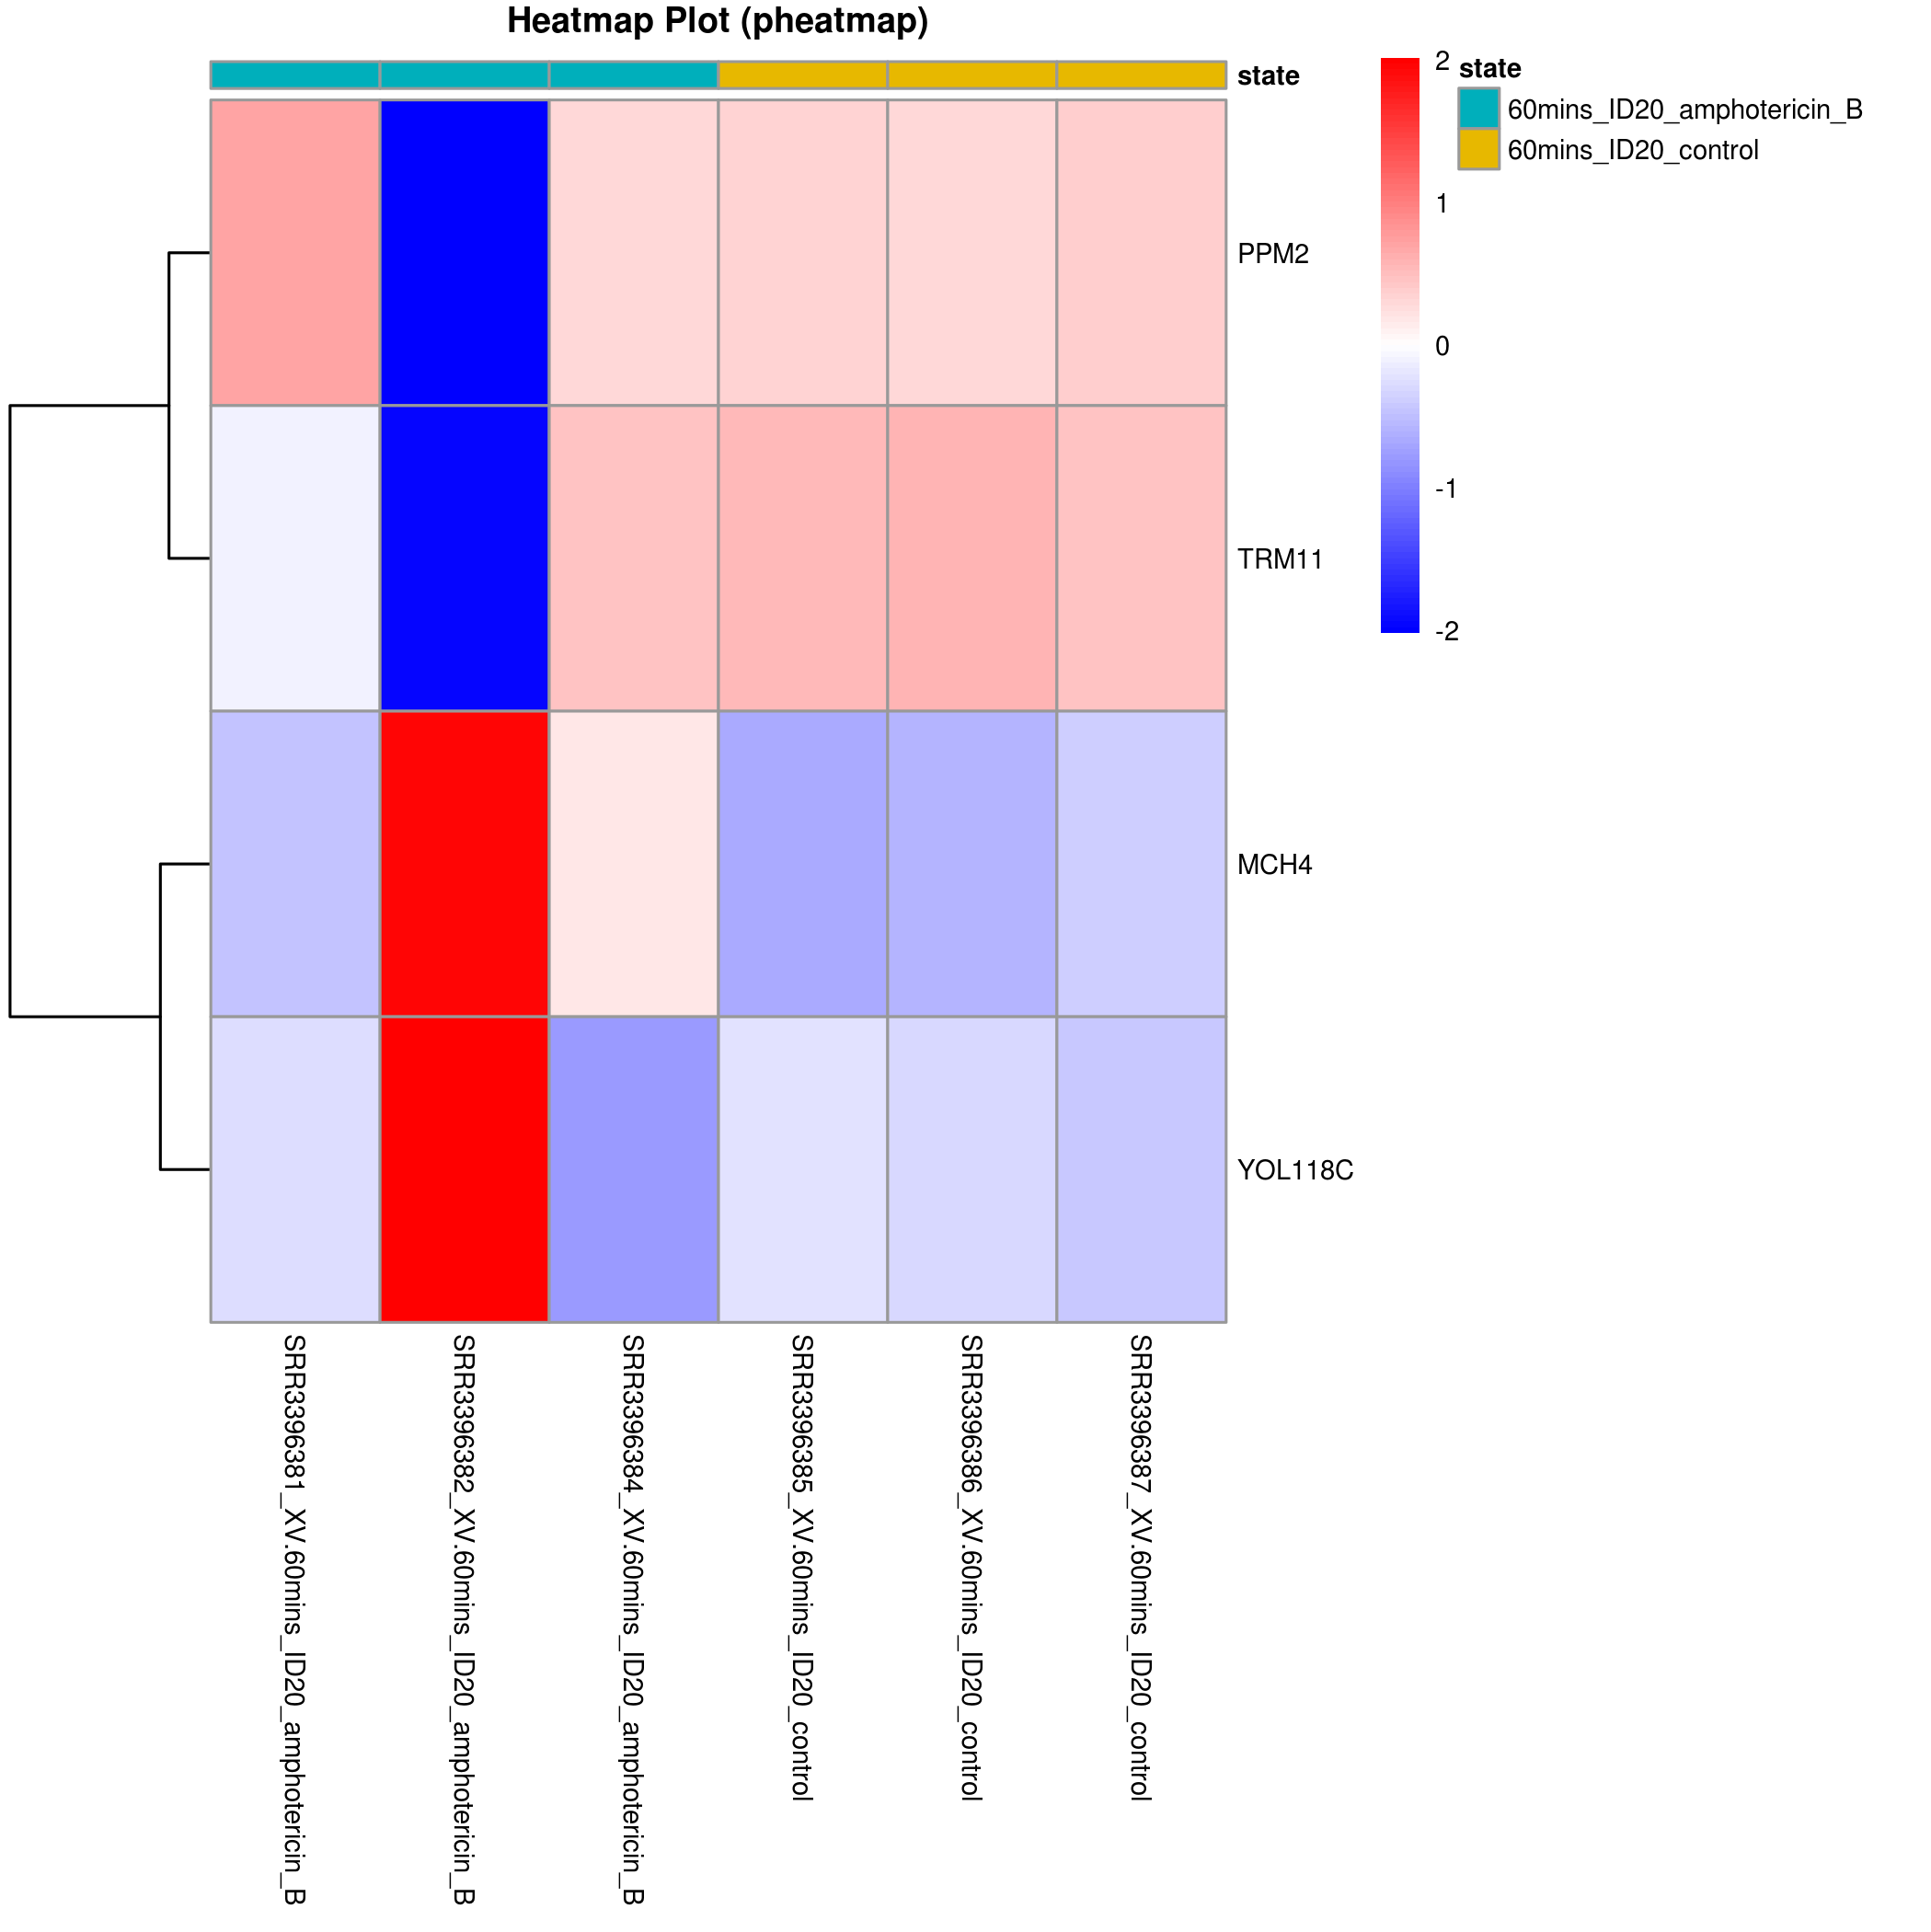 Heatmap Plot (pheatmap)
state
2
1
0
-1
-2
state
60mins_ID20_amphotericin_B
60mins_ID20_control
PPM2
TRM11
MCH4
YOL118C
SRR3396381_XV.60mins_ID20_amphotericin_B
SRR3396382_XV.60mins_ID20_amphotericin_B
SRR3396384_XV.60mins_ID20_amphotericin_B
SRR3396385_XV.60mins_ID20_control
SRR3396386_XV.60mins_ID20_control
SRR3396387_XV.60mins_ID20_control